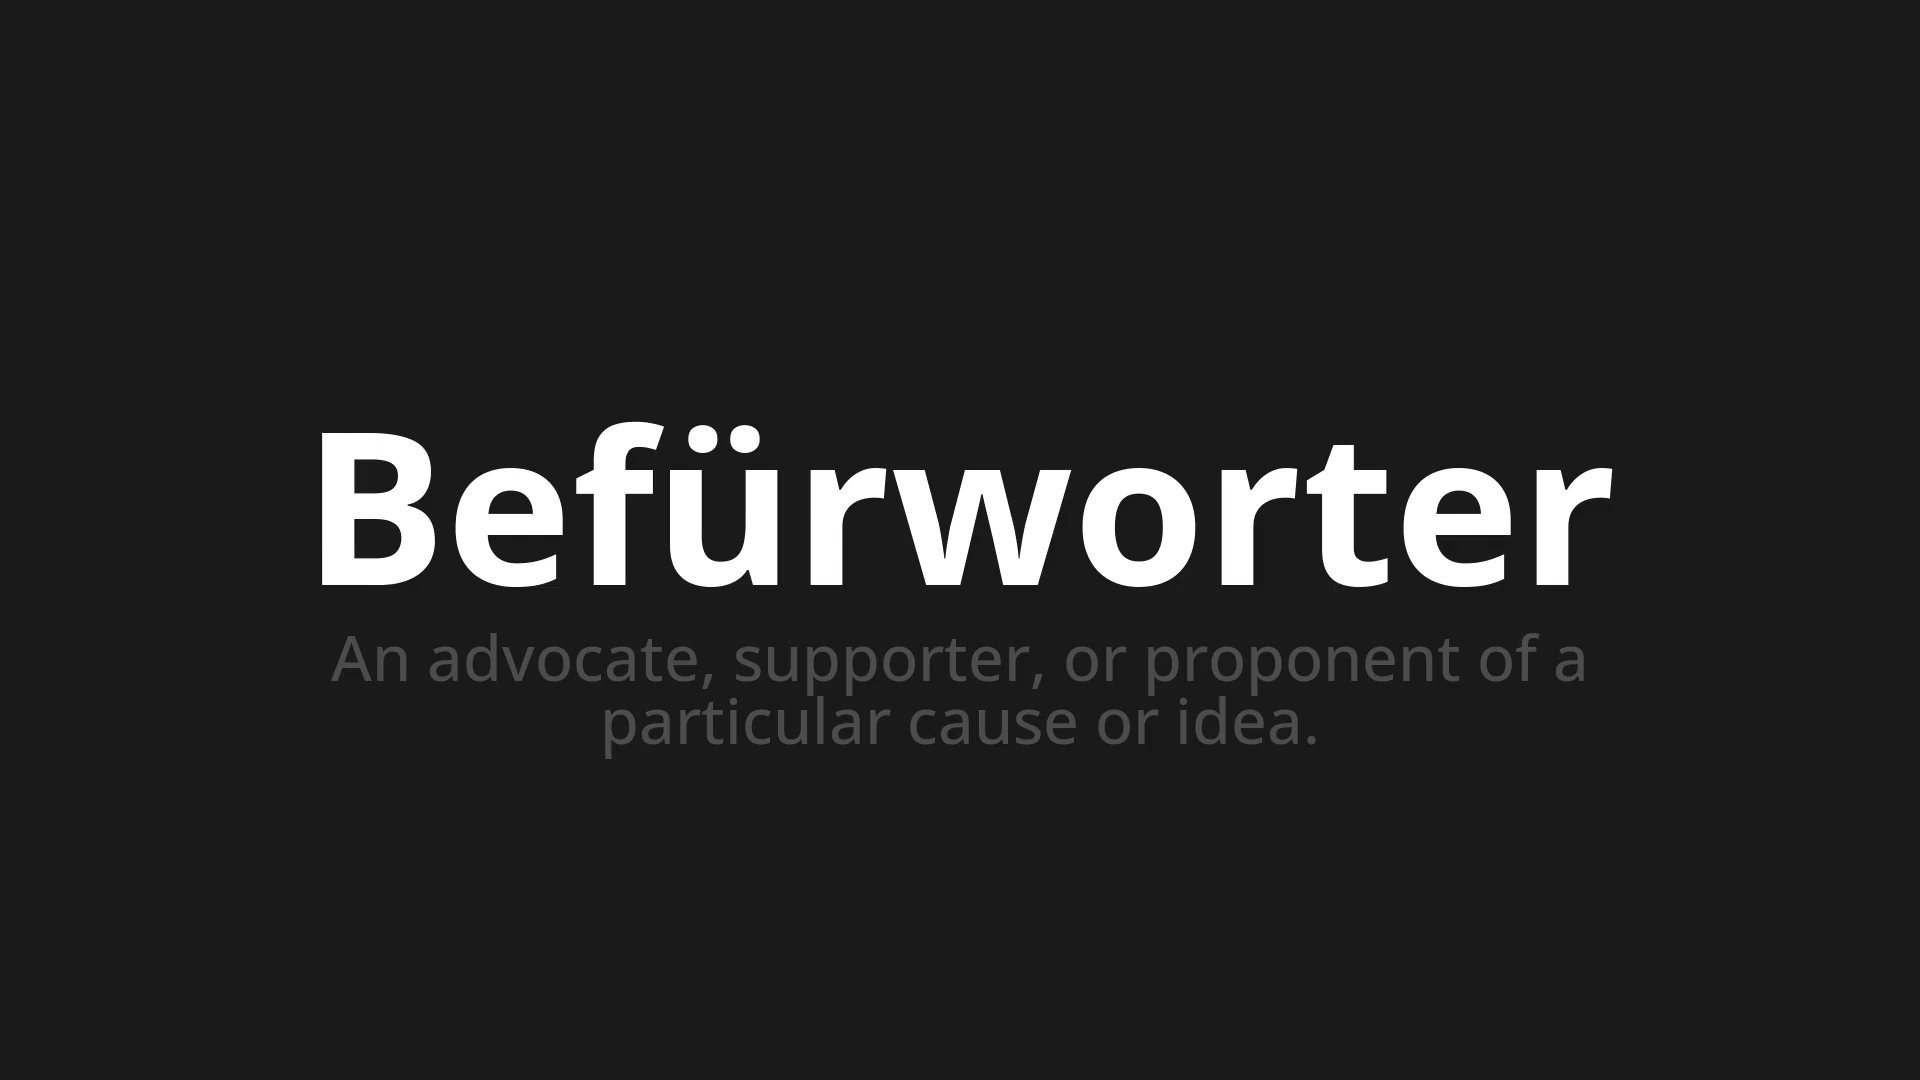 Befürworter
An advocate, supporter, or proponent of a
particular cause or idea.